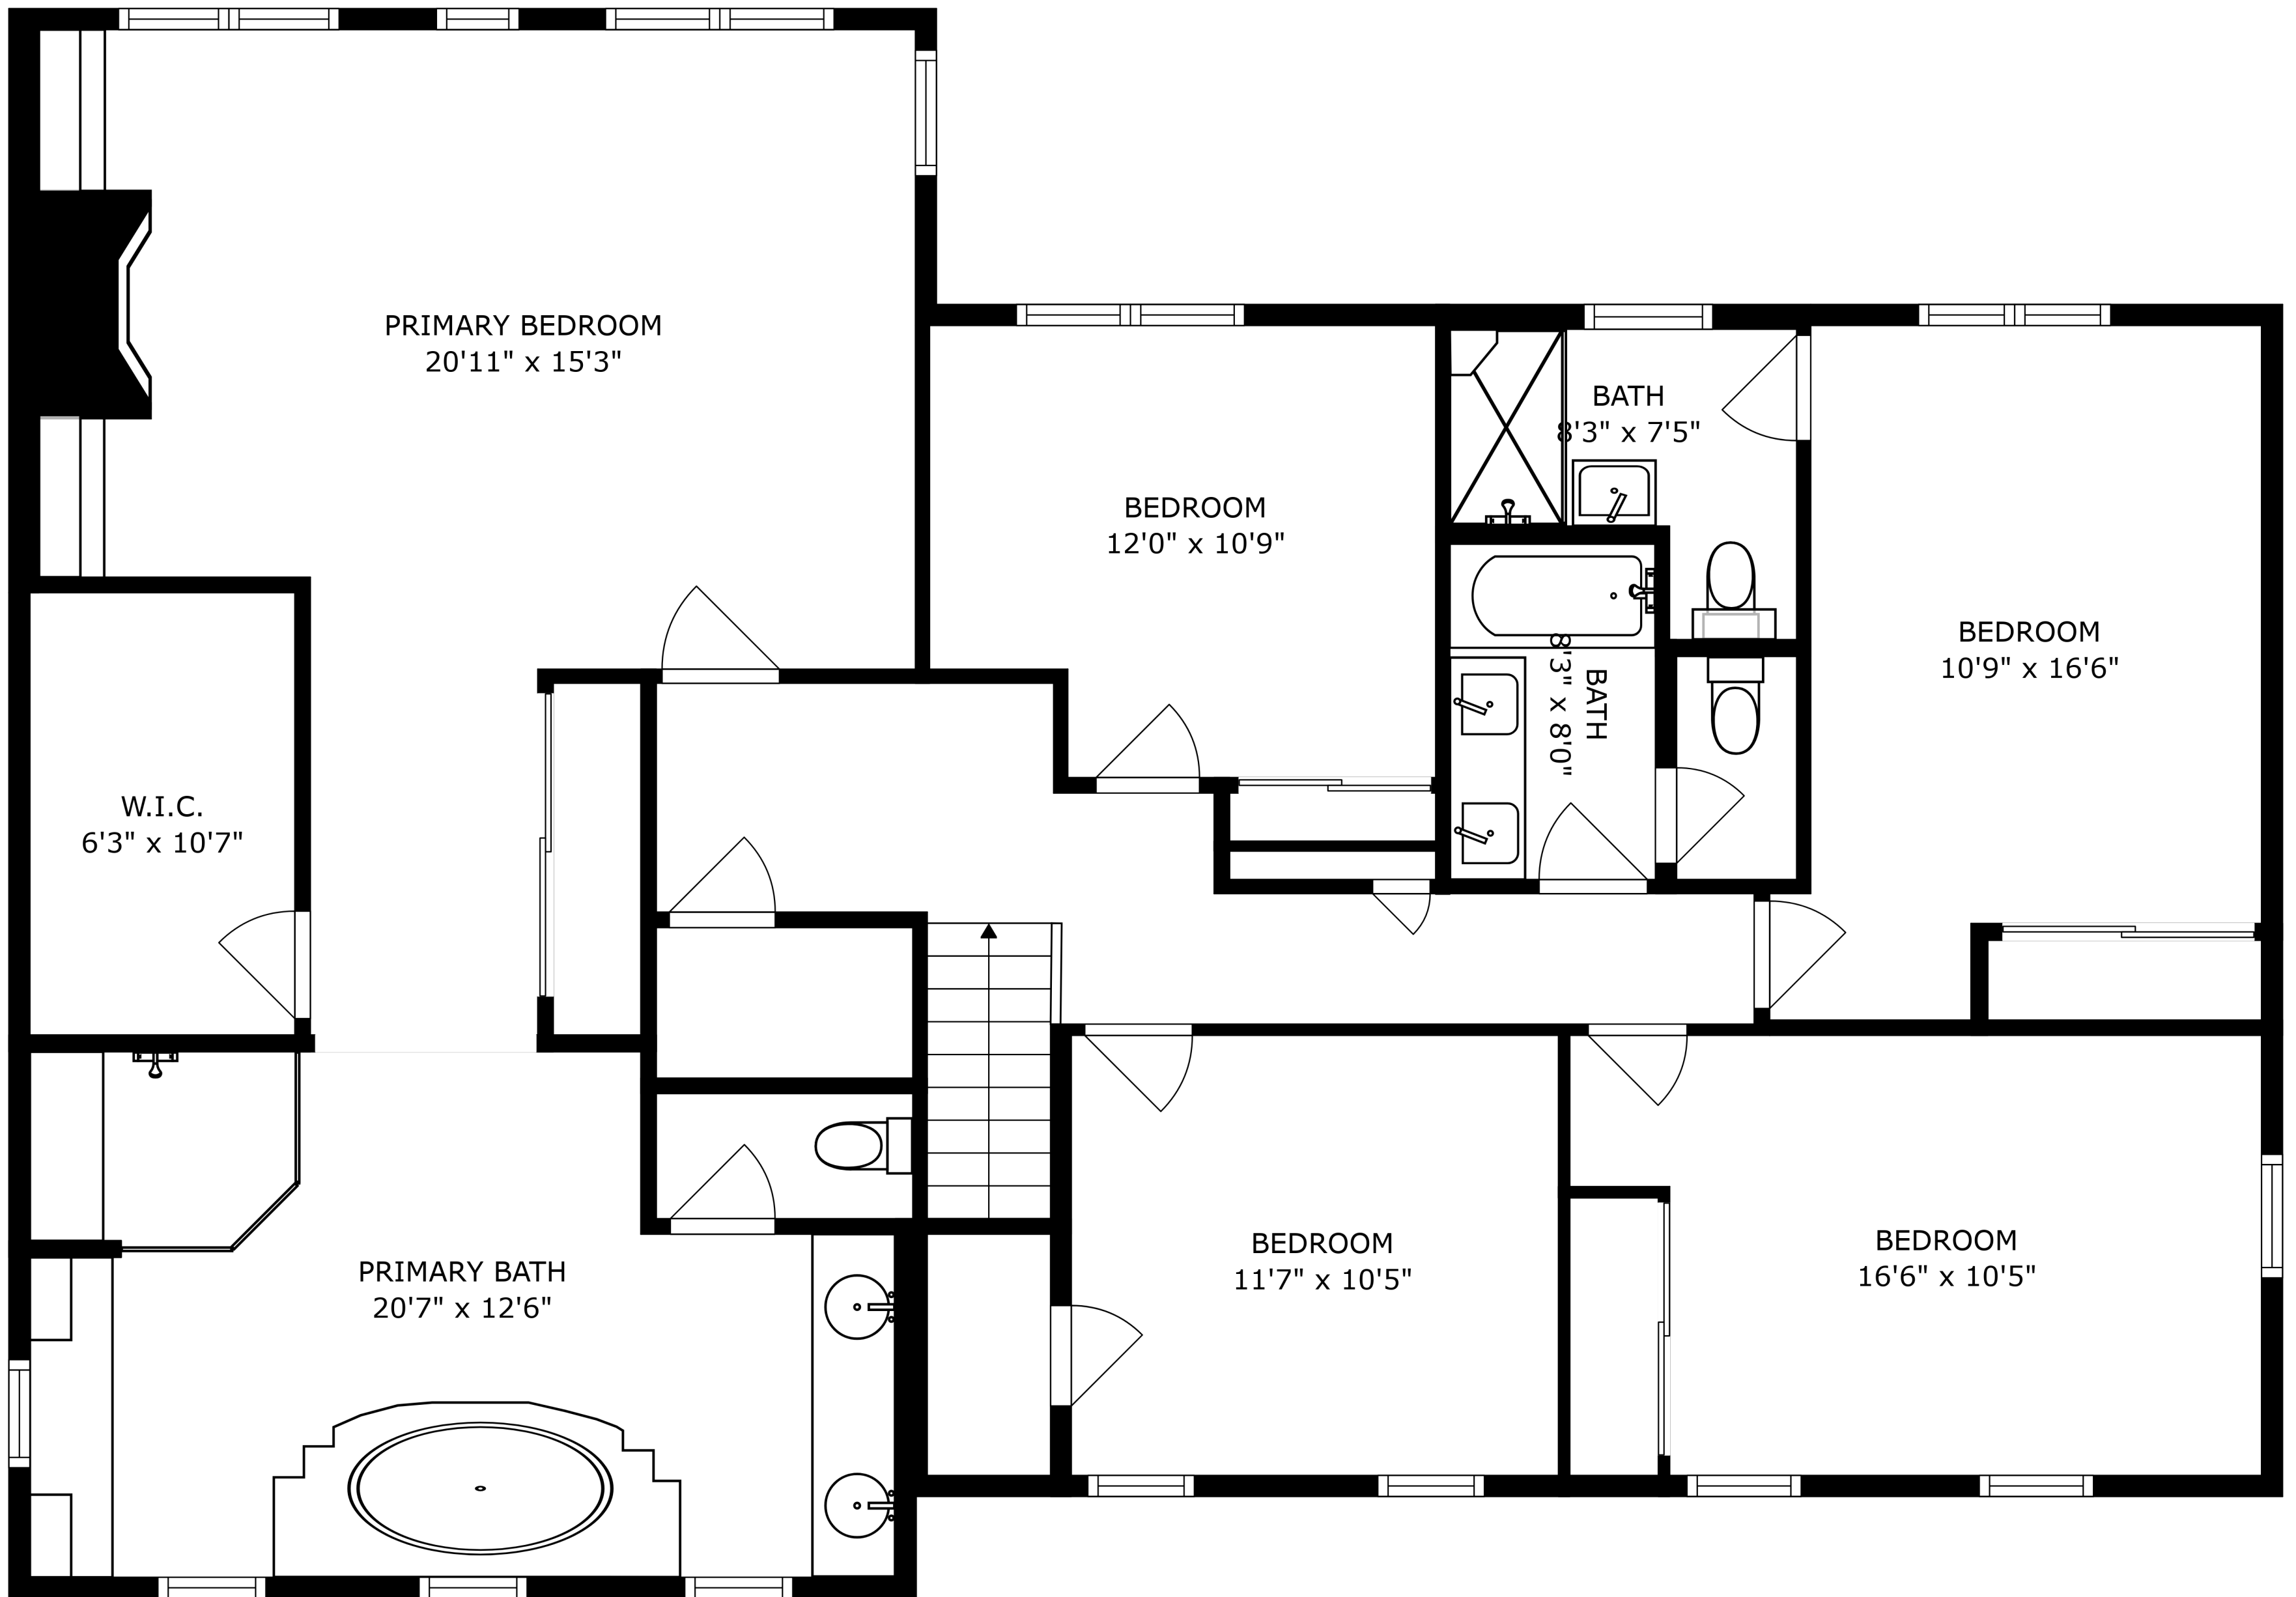 PRIMARY BEDROOM
20'11" x 15'3"
BATH
8'3" x 7'5"
BEDROOM
12'0" x 10'9"
BEDROOM
10'9" x 16'6"
BATH
8'3" x 8'0"
W.I.C.
6'3" x 10'7"
PRIMARY BATH
20'7" x 12'6"
BEDROOM
11'7" x 10'5"
BEDROOM
16'6" x 10'5"